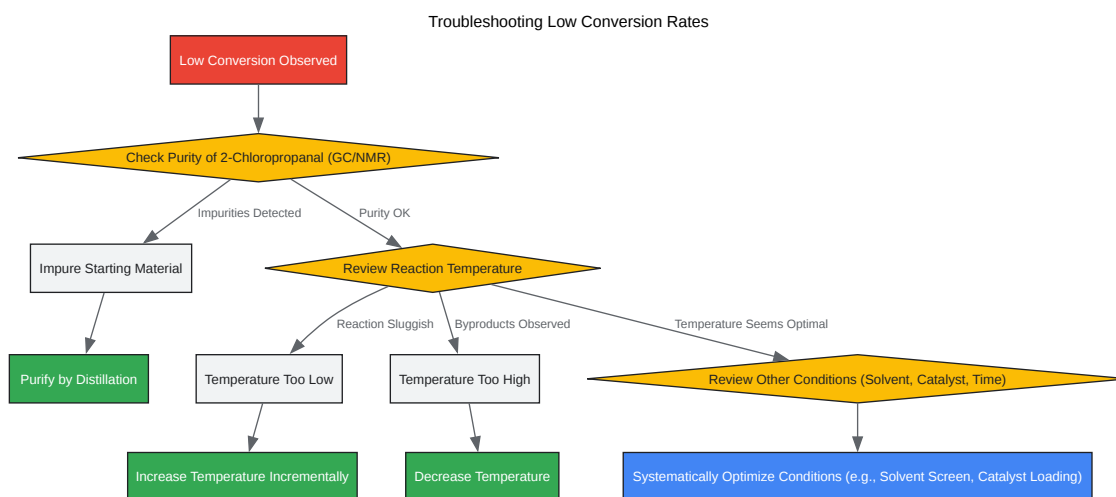 Troubleshooting Low Conversion Rates
Low Conversion Observed
Check Purity of 2-Chloropropanal (GC/NMR)
Impurities Detected
Purity OK
Impure Starting Material
Review Reaction Temperature
Reaction Sluggish
Byproducts Observed
Temperature Seems Optimal
Purify by Distillation
Temperature Too Low
Temperature Too High
Review Other Conditions (Solvent, Catalyst, Time)
Increase Temperature Incrementally
Decrease Temperature
Systematically Optimize Conditions (e.g., Solvent Screen, Catalyst Loading)